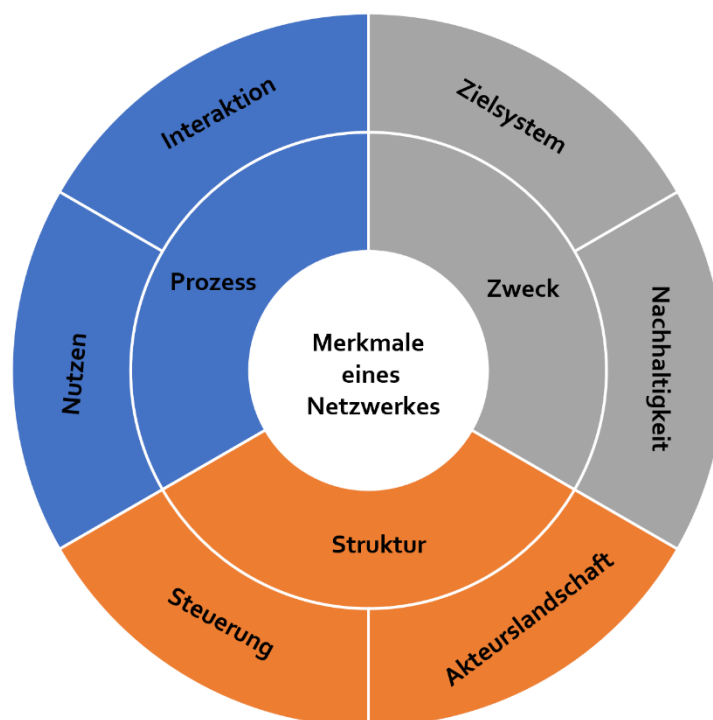 Merkmale
eines
Netzwerkes
Zweck
Zielsystem
Nachhaltigkeit
Struktur
Akteurslandschaft
Steuerung
Prozess
Nutzen
Interaktion